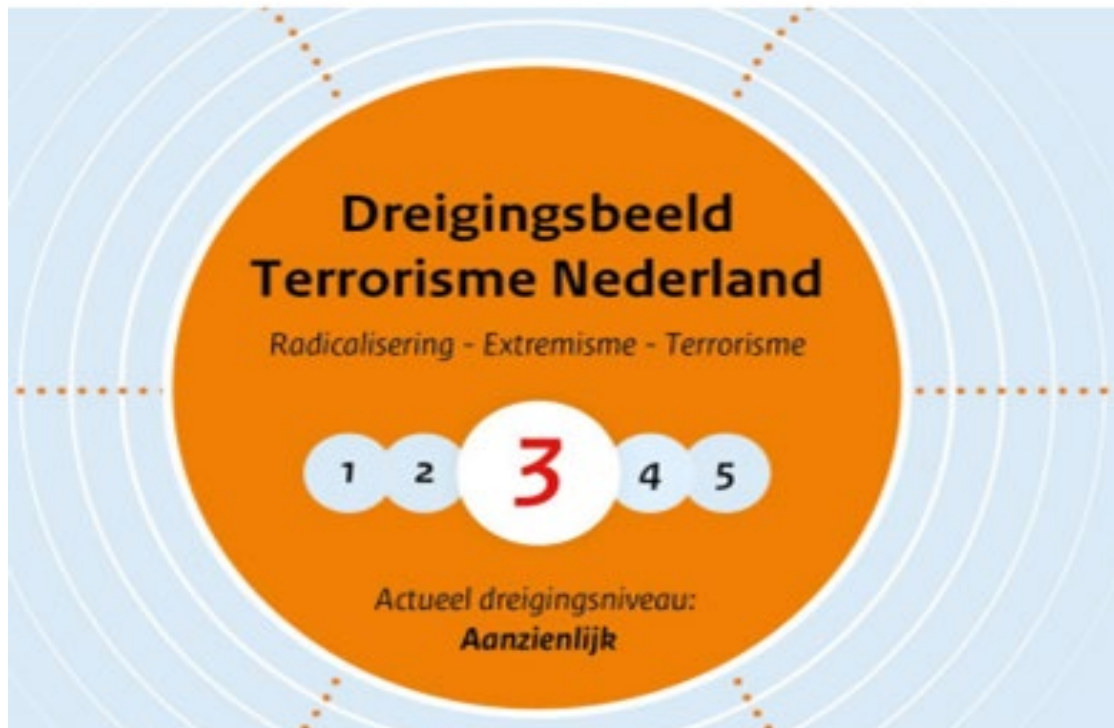 Dreigingsbeeld
Terrorisme Nederland
Radicalisering - Extremisme - Terrorisme
1 2 3 4 5
Actueel dreigingsniveau:
Aanzienlijk